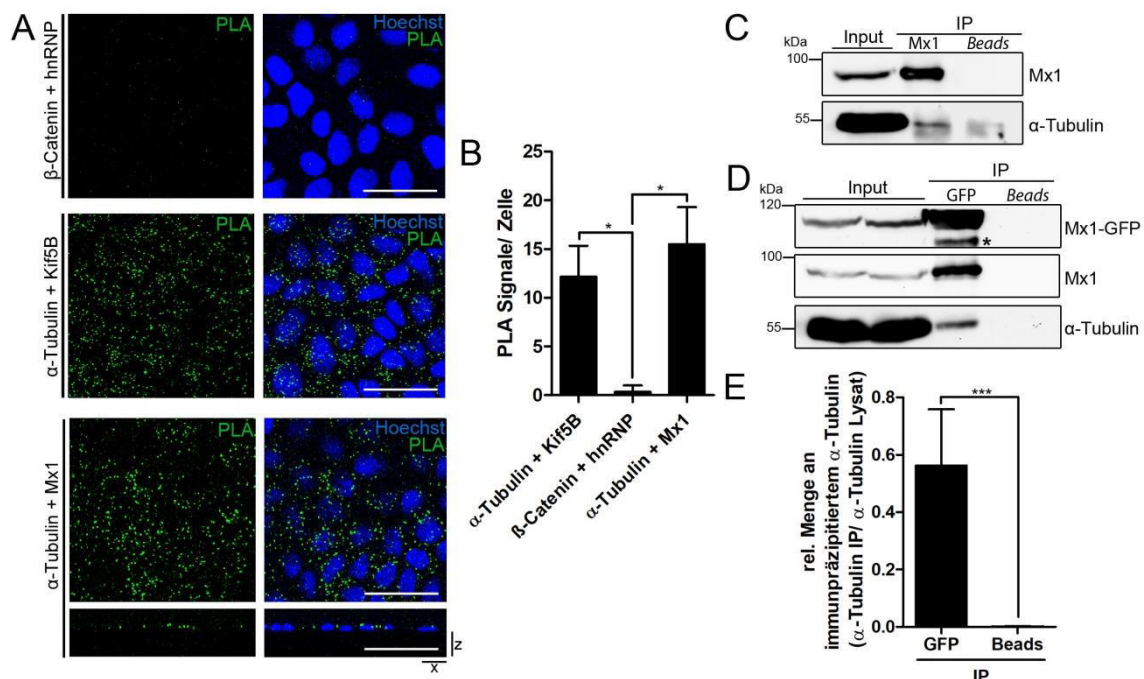 A
PLA
Hoechst
PLA
β-Catenin + hnRNP
PLA
Hoechst
PLA
α-Tubulin + Kif5B
PLA
Hoechst
PLA
α-Tubulin + Mx1
z
x
B
PLA Signale/ Zelle
25
20
15
10
5
0
*
*
α-Tubulin + Kif5B
ß-Catenin + hnRNP
α-Tubulin + Mx1
C
IP
kDa
Input
Mx1
Beads
100
Mx1
55
α-Tubulin
D
IP
kDa
Input
GFP
Beads
120
Mx1-GFP
*
100
Mx1
55
α-Tubulin
E
rel. Menge an
immunpräzipitiertem α-Tubulin
(α-Tubulin IP/ α-Tubulin Lysat)
0.8
0.6
0.4
0.2
0.0
***
GFP
Beads
IP